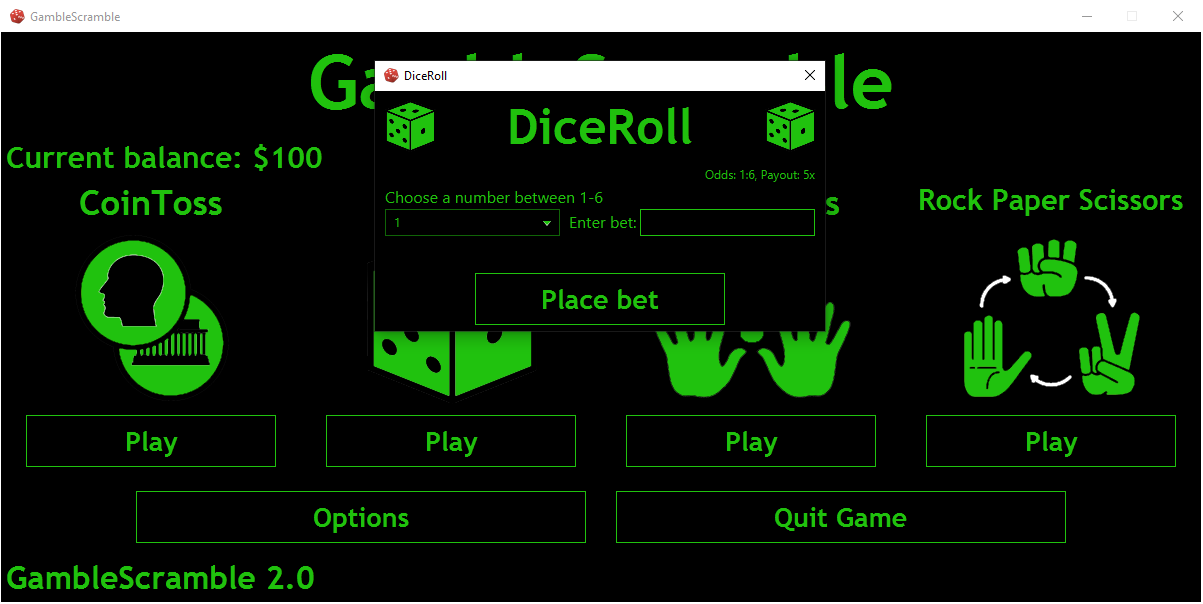 GambleScramble
DiceRoll
DiceRoll
Odds: 1:6, Payout: 5x
Choose a number between 1-6
1
Enter bet:
Place bet
Current balance: $100
CoinToss
Rock Paper Scissors
Play
Play
Play
Play
Options
Quit Game
GambleScramble 2.0